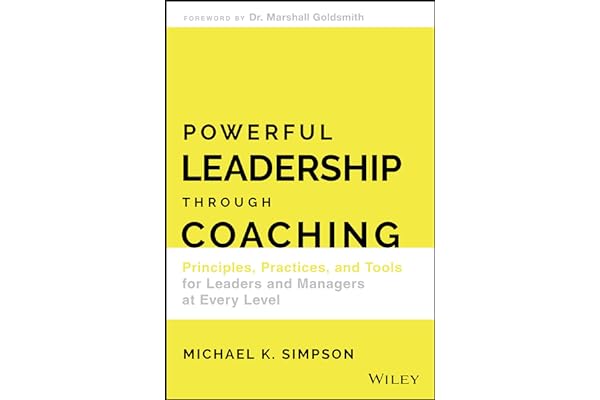 FOREWORD BY Dr. Marshall Goldsmith
POWERFUL
LEADERSHIP
THROUGH
COACHING
Principles, Practices, and Tools
for Leaders and Managers
at Every Level
MICHAEL K. SIMPSON
WILEY